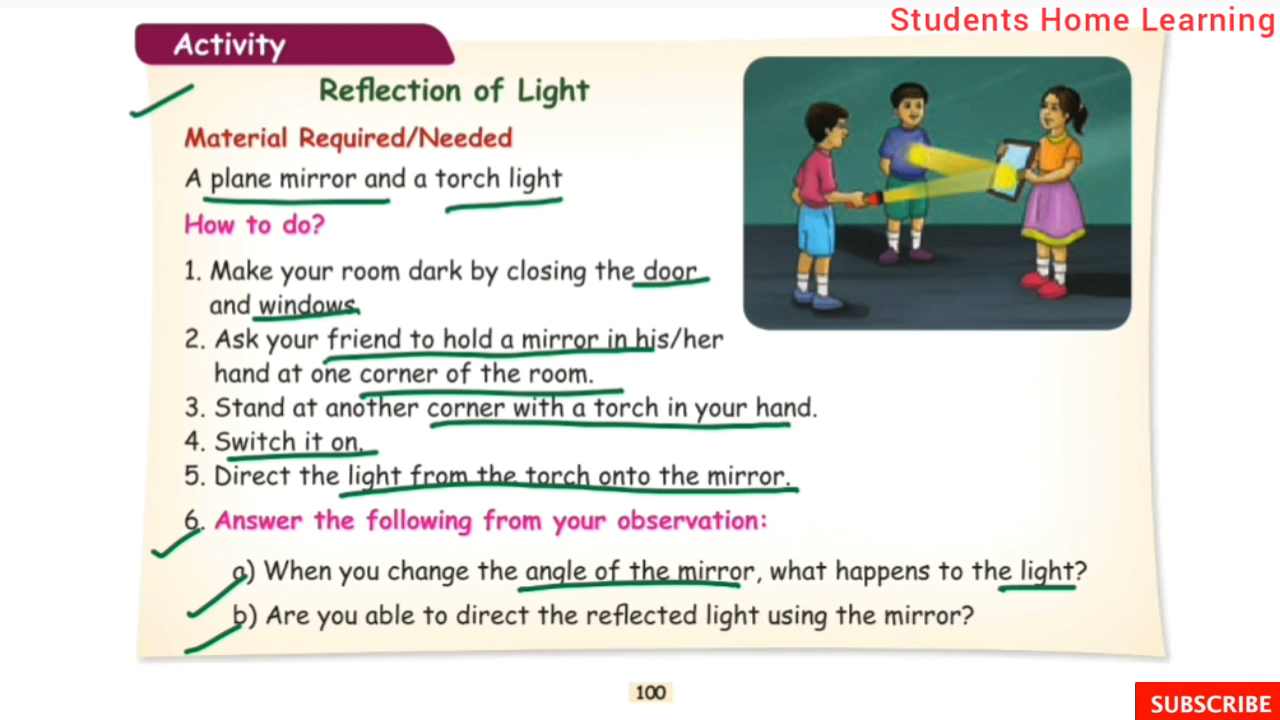 Students Home Learning
Activity
Reflection of Light
Material Required/Needed
A plane mirror and a torch light
How to do?
1. Make your room dark by closing the door
and windows.
2. Ask your friend to hold a mirror in his/her
hand at one corner of the room.
3. Stand at another corner with a torch in your hand.
4. Switch it on.
5. Direct the light from the torch onto the mirror.
6. Answer the following from your observation:
a) When you change the angle of the mirror, what happens to the light?
b) Are you able to direct the reflected light using the mirror?
100
SUBSCRIBE